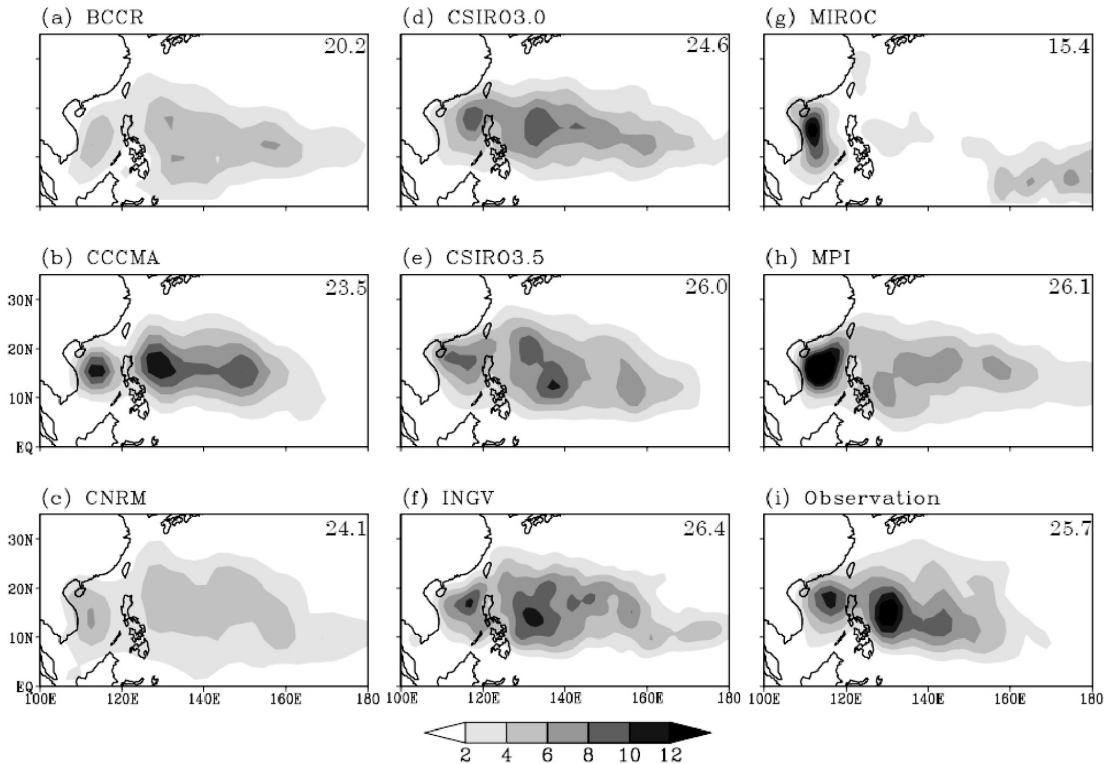 (a) BCCR
20.2
(d) CSIRO3.0
24.6
(g) MIROC
15.4
(b) CCCMA
23.5
30N
20N
10N
EQ
(e) CSIRO3.5
26.0
(h) MPI
26.1
(c) CNRM
24.1
30N
20N
10N
EQ
100E 120E 140E 160E 180
(f) INGV
26.4
100E 120E 140E 160E 180
(i) Observation
25.7
100E 120E 140E 160E 180
2 4 6 8 10 12